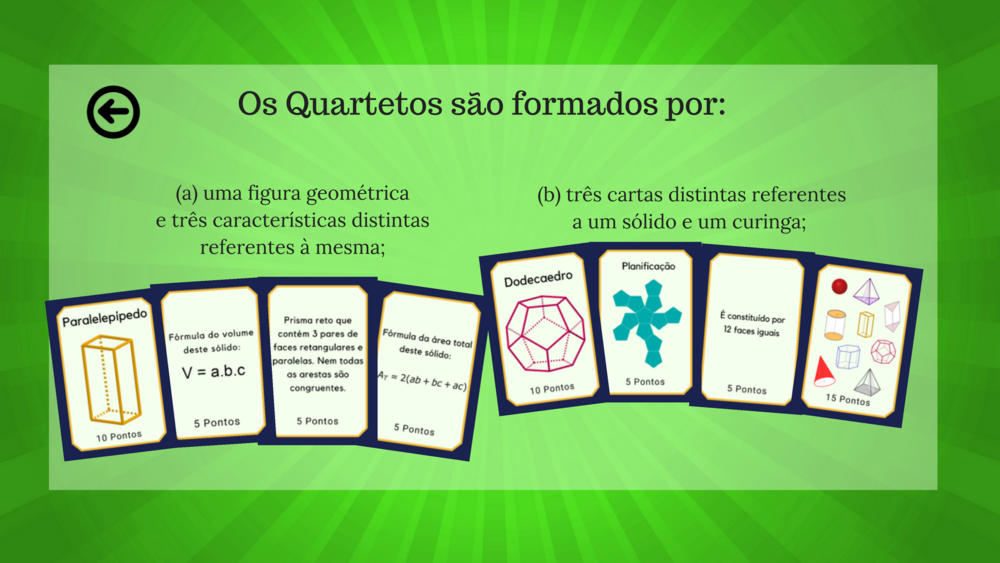 Os Quartetos são formados por:
(a) uma figura geométrica
e três características distintas
referentes à mesma;
Paralelepípedo
10 Pontos
Fórmula do volume
deste sólido:
V = a.b.c
5 Pontos
Prisma reto que
contém 3 pares de
faces retangulares e
paralelas. Nem todas
as arestas são
congruentes.
5 Pontos
Fórmula da área total
deste sólido:
A_T = 2(ab + bc + ac)
5 Pontos
(b) três cartas distintas referentes
a um sólido e um curinga;
Dodecaedro
10 Pontos
Planificação
5 Pontos
É constituído por
12 faces iguais
5 Pontos
15 Pontos